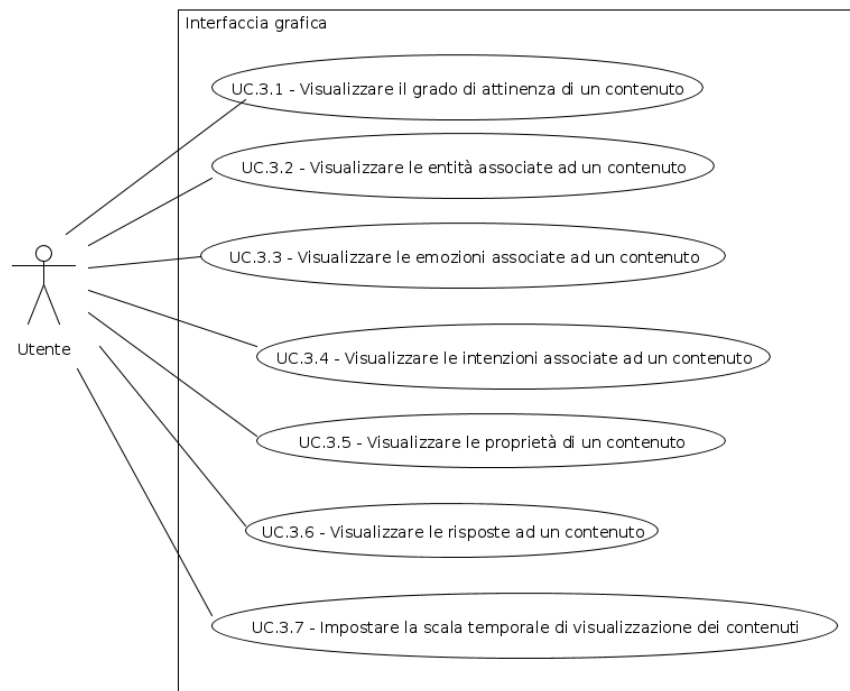 Interfaccia grafica
UC.3.1 - Visualizzare il grado di attinenza di un contenuto
UC.3.2 - Visualizzare le entità associate ad un contenuto
UC.3.3 - Visualizzare le emozioni associate ad un contenuto
Utente
UC.3.4 - Visualizzare le intenzioni associate ad un contenuto
UC.3.5 - Visualizzare le proprietà di un contenuto
UC.3.6 - Visualizzare le risposte ad un contenuto
UC.3.7 - Impostare la scala temporale di visualizzazione dei contenuti